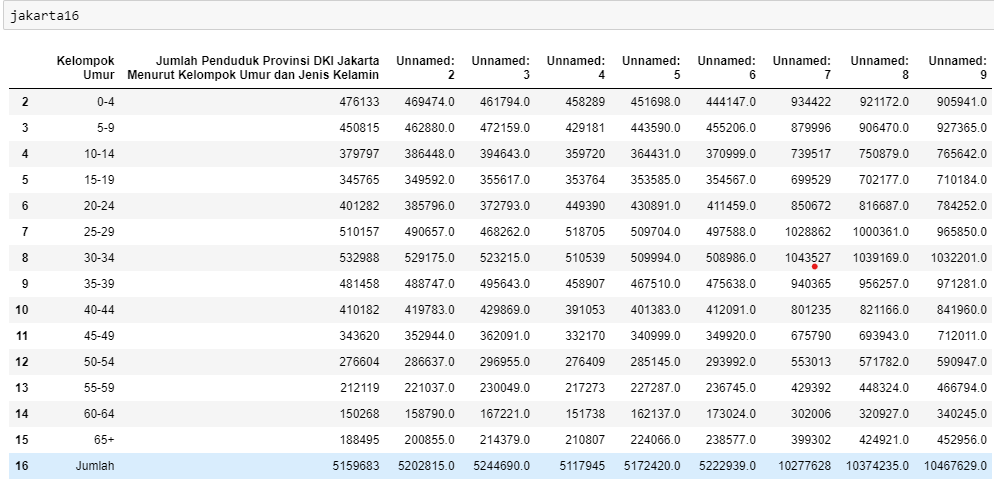 jakarta16
Kelompok Umur Jumlah Penduduk Provinsi DKI Jakarta Menurut Kelompok Umur dan Jenis Kelamin Unnamed: 2 Unnamed: 3 Unnamed: 4 Unnamed: 5 Unnamed: 6 Unnamed: 7 Unnamed: 8 Unnamed: 9
2 0-4 476133 469474.0 461794.0 458289 451698.0 444147.0 934422 921172.0 905941.0
3 5-9 450815 462880.0 472159.0 429181 443590.0 455206.0 879996 906470.0 927365.0
4 10-14 379797 386448.0 394643.0 359720 364431.0 370999.0 739517 750879.0 765642.0
5 15-19 345765 349592.0 355617.0 353764 353585.0 354567.0 699529 702177.0 710184.0
6 20-24 401282 385796.0 372793.0 449390 430891.0 411459.0 850672 816687.0 784252.0
7 25-29 510157 490657.0 468262.0 518705 509704.0 497588.0 1028862 1000361.0 965850.0
8 30-34 532988 529175.0 523215.0 510539 509994.0 508986.0 1043527 1039169.0 1032201.0
9 35-39 481458 488747.0 495643.0 458907 467510.0 475638.0 940365 956257.0 971281.0
10 40-44 410182 419783.0 429869.0 391053 401383.0 412091.0 801235 821166.0 841960.0
11 45-49 343620 352944.0 362091.0 332170 340999.0 349920.0 675790 693943.0 712011.0
12 50-54 276604 286637.0 296955.0 276409 285145.0 293992.0 553013 571782.0 590947.0
13 55-59 212119 221037.0 230049.0 217273 227287.0 236745.0 429392 448324.0 466794.0
14 60-64 150268 158790.0 167221.0 151738 162137.0 173024.0 302006 320927.0 340245.0
15 65+ 188495 200855.0 214379.0 210807 224066.0 238577.0 399302 424921.0 452956.0
16 Jumlah 5159683 5202815.0 5244690.0 5117945 5172420.0 5222939.0 10277628 10374235.0 10467629.0